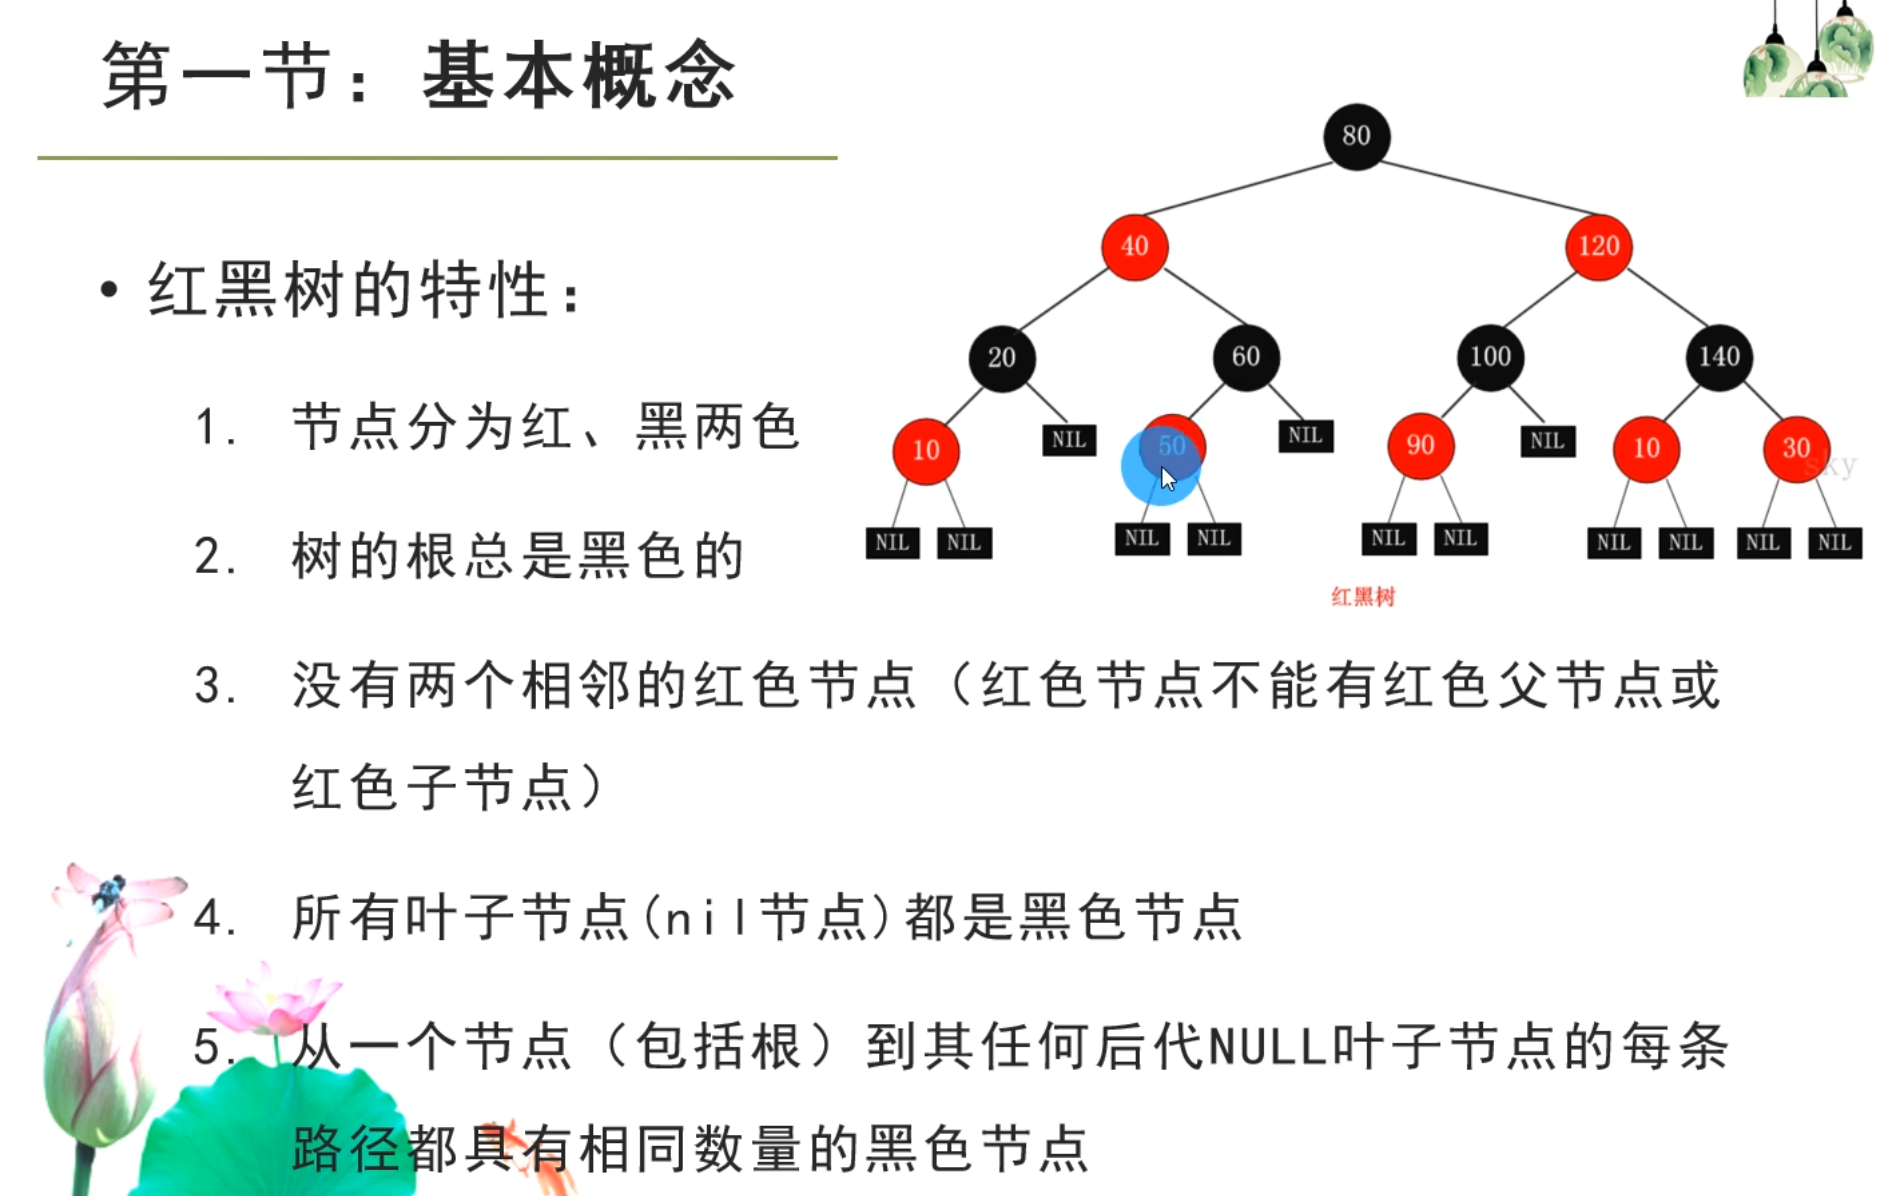 第一节：基本概念
• 红黑树的特性：
1. 节点分为红、黑两色
2. 树的根总是黑色的
3. 没有两个相邻的红色节点（红色节点不能有红色父节点或
红色子节点）
4. 所有叶子节点(nil节点)都是黑色节点
5. 从一个节点（包括根）到其任何后代NULL叶子节点的每条
路径都具有相同数量的黑色节点
80
40 120
20 60 100 140
10 NIL 50 NIL 90 NIL 10 30
sky
NIL NIL NIL NIL NIL NIL NIL NIL NIL NIL
红黑树